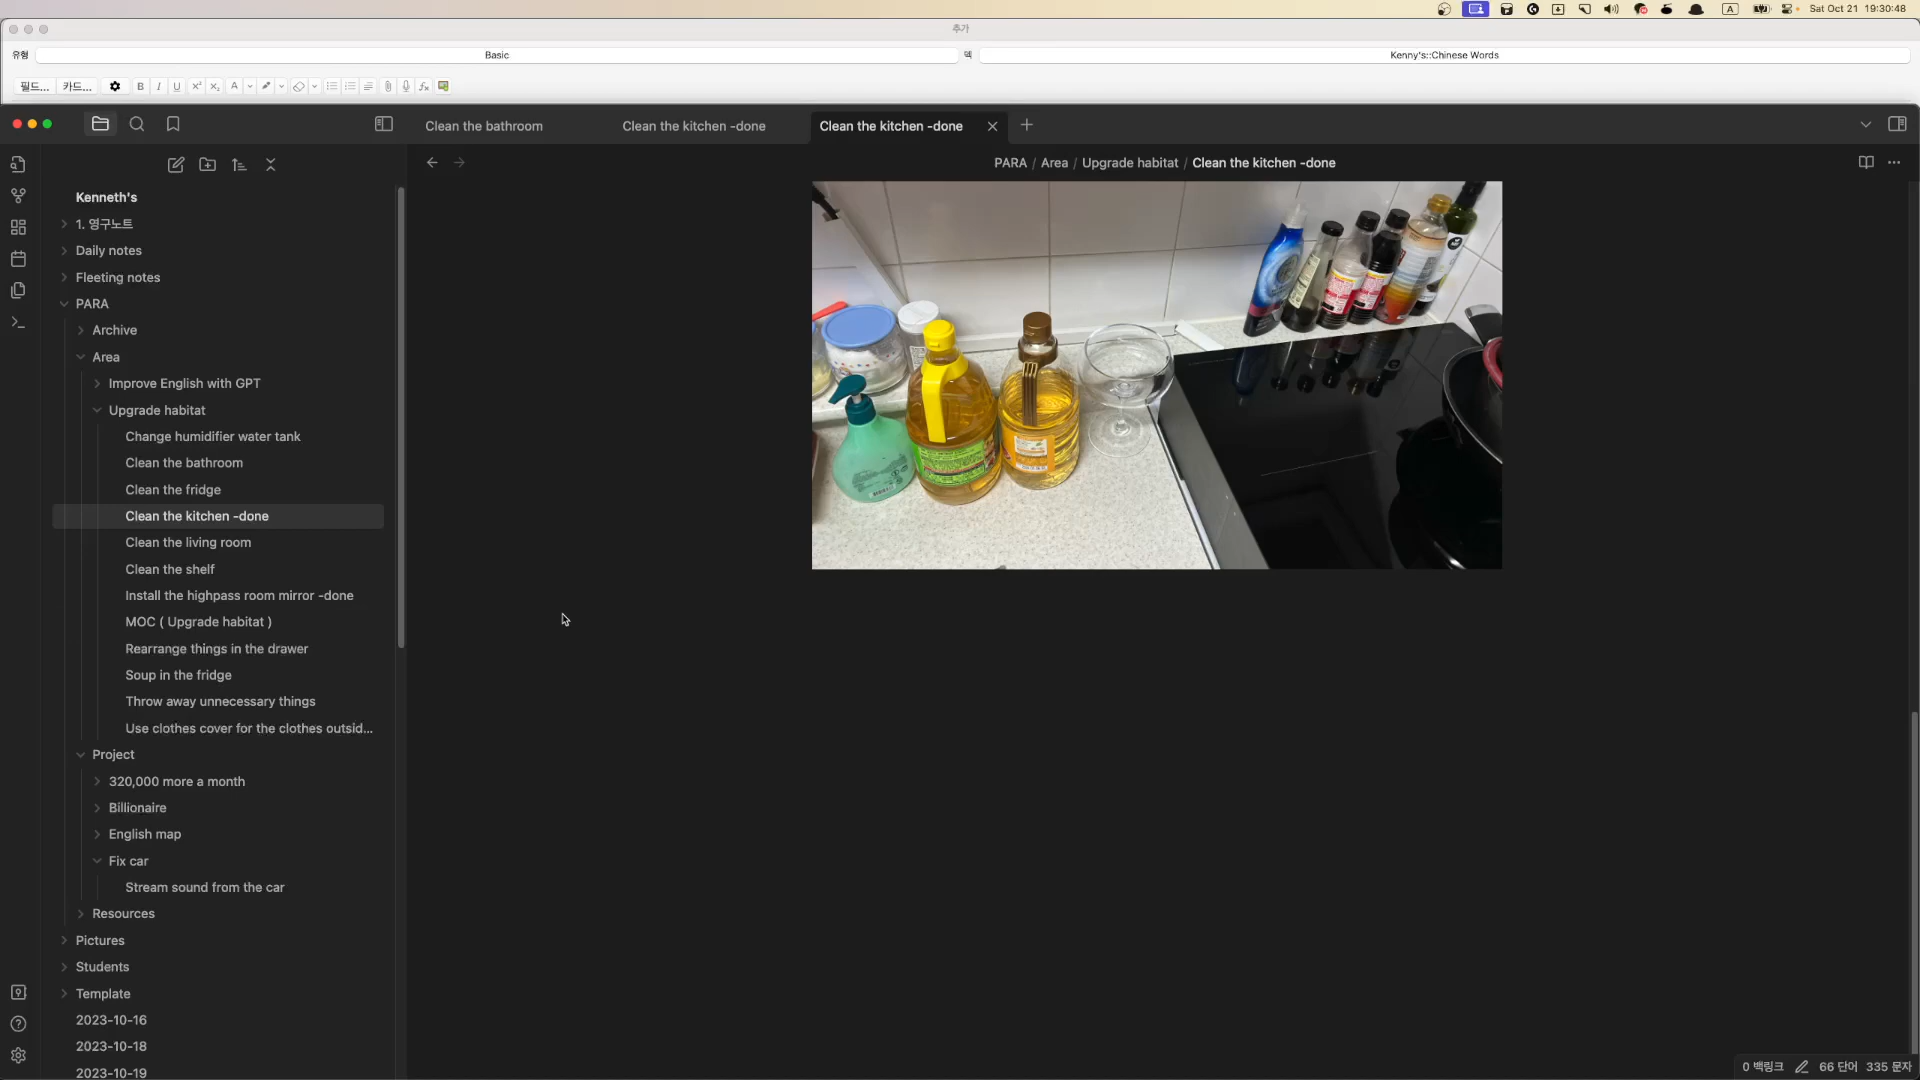 Sat Oct 21 19:30:48
추가
유형
Basic
덱
Kenny's::Chinese Words
필드...
카드...
Clean the bathroom
Clean the kitchen -done
Clean the kitchen -done
PARA / Area / Upgrade habitat / Clean the kitchen -done
Kenneth's
1. 영구노트
Daily notes
Fleeting notes
PARA
Archive
Area
Improve English with GPT
Upgrade habitat
Change humidifier water tank
Clean the bathroom
Clean the fridge
Clean the kitchen -done
Clean the living room
Clean the shelf
Install the highpass room mirror -done
MOC ( Upgrade habitat )
Rearrange things in the drawer
Soup in the fridge
Throw away unnecessary things
Use clothes cover for the clothes outsid...
Project
320,000 more a month
Billionaire
English map
Fix car
Stream sound from the car
Resources
Pictures
Students
Template
2023-10-16
2023-10-18
2023-10-19
0 백링크
66 단어
335 문자